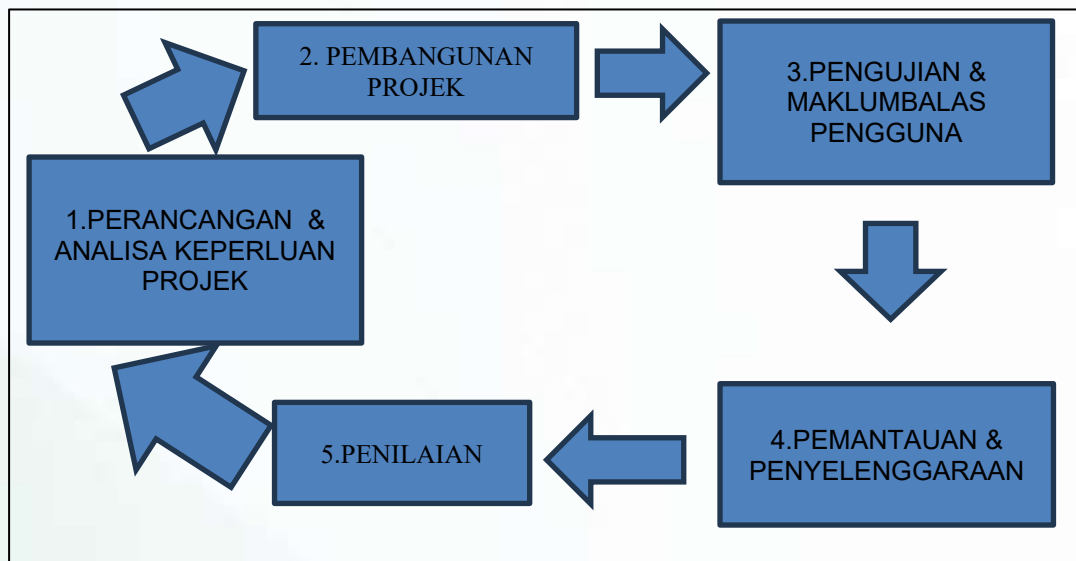 1.PERANCANGAN & 
ANALISA KEPERLUAN
PROJEK
2. PEMBANGUNAN
PROJEK
3.PENGUJIAN &
MAKLUMBALAS
PENGGUNA
4.PEMANTAUAN &
PENYELENGGARAAN
5.PENILAIAN